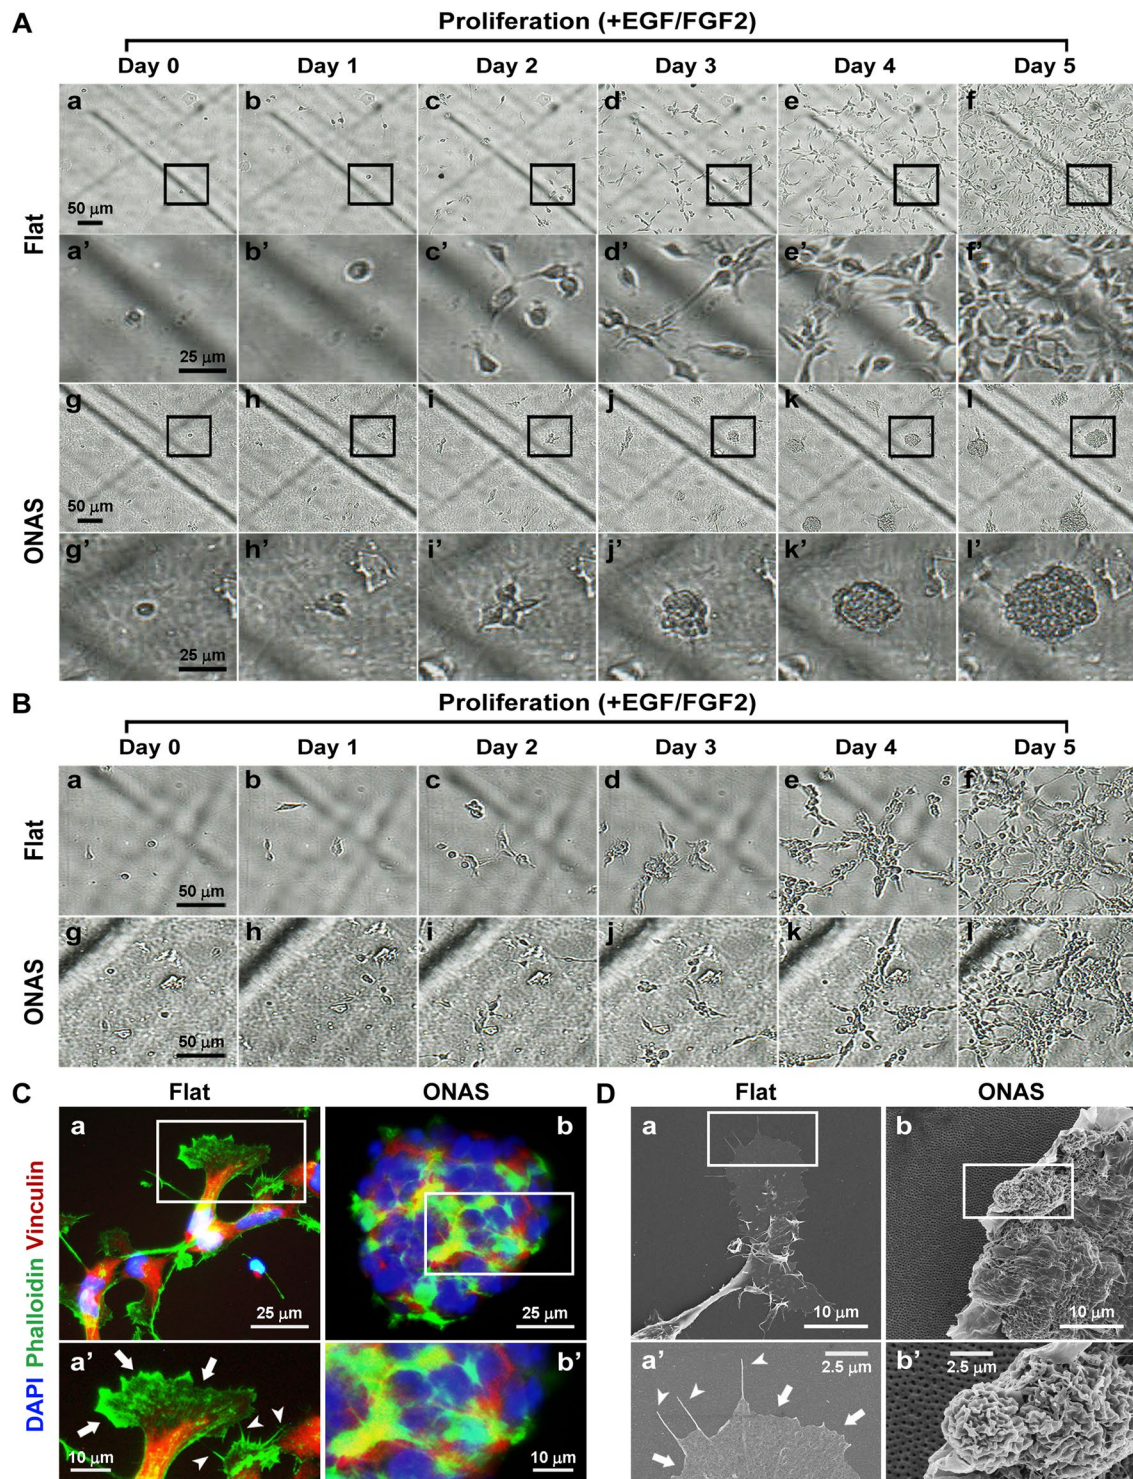 A
Proliferation (+EGF/FGF2)
Day 0 Day 1 Day 2 Day 3 Day 4 Day 5
Flat
a b c d e f
50 µm
a' b' c' d' e' f'
25 µm
ONAS
g h i j k l
50 µm
g' h' i' j' k' l'
25 µm
B
Proliferation (+EGF/FGF2)
Day 0 Day 1 Day 2 Day 3 Day 4 Day 5
Flat
a b c d e f
50 µm
ONAS
g h i j k l
50 µm
C Flat ONAS
DAPI Phalloidin Vinculin
a b
25 µm 25 µm
a' b'
10 µm 10 µm
D Flat ONAS
a b
10 µm 10 µm
a' 2.5 µm 2.5 µm b'